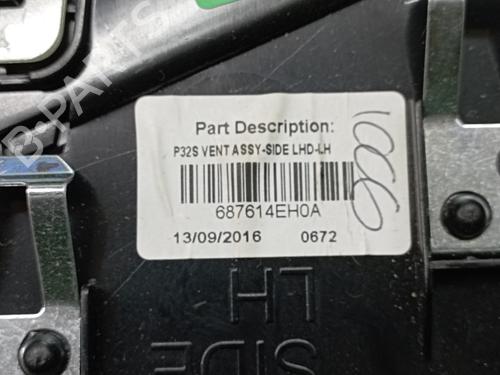 Part Description:
P32S VENT ASSY-SIDE LHD-LH
687614EH0A
13/09/2016 0672
1006
LH
SIDE
B-PARTS